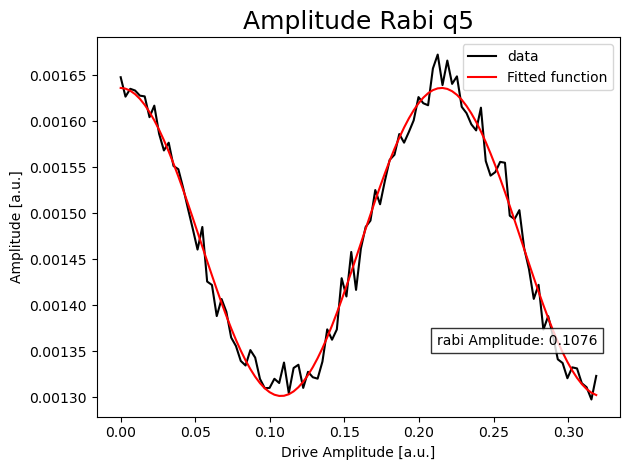 Amplitude Rabi q5
data
Fitted function
Amplitude [a.u.]
0.00165
0.00160
0.00155
0.00150
0.00145
0.00140
0.00135
0.00130
rabi Amplitude: 0.1076
0.00 0.05 0.10 0.15 0.20 0.25 0.30
Drive Amplitude [a.u.]